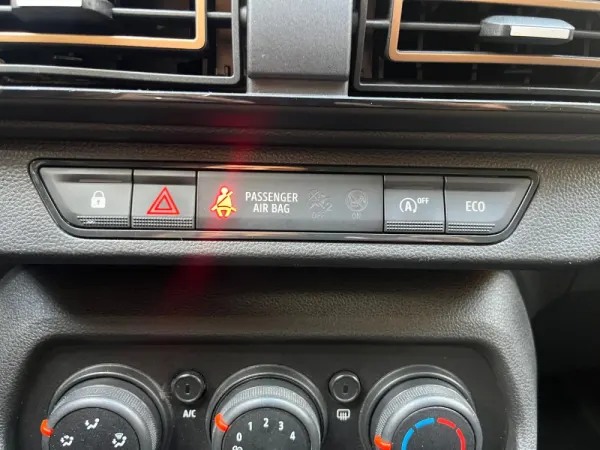 PASSENGER
AIR BAG
(A) OFF
ECO
A/C
0 1 2 3 4